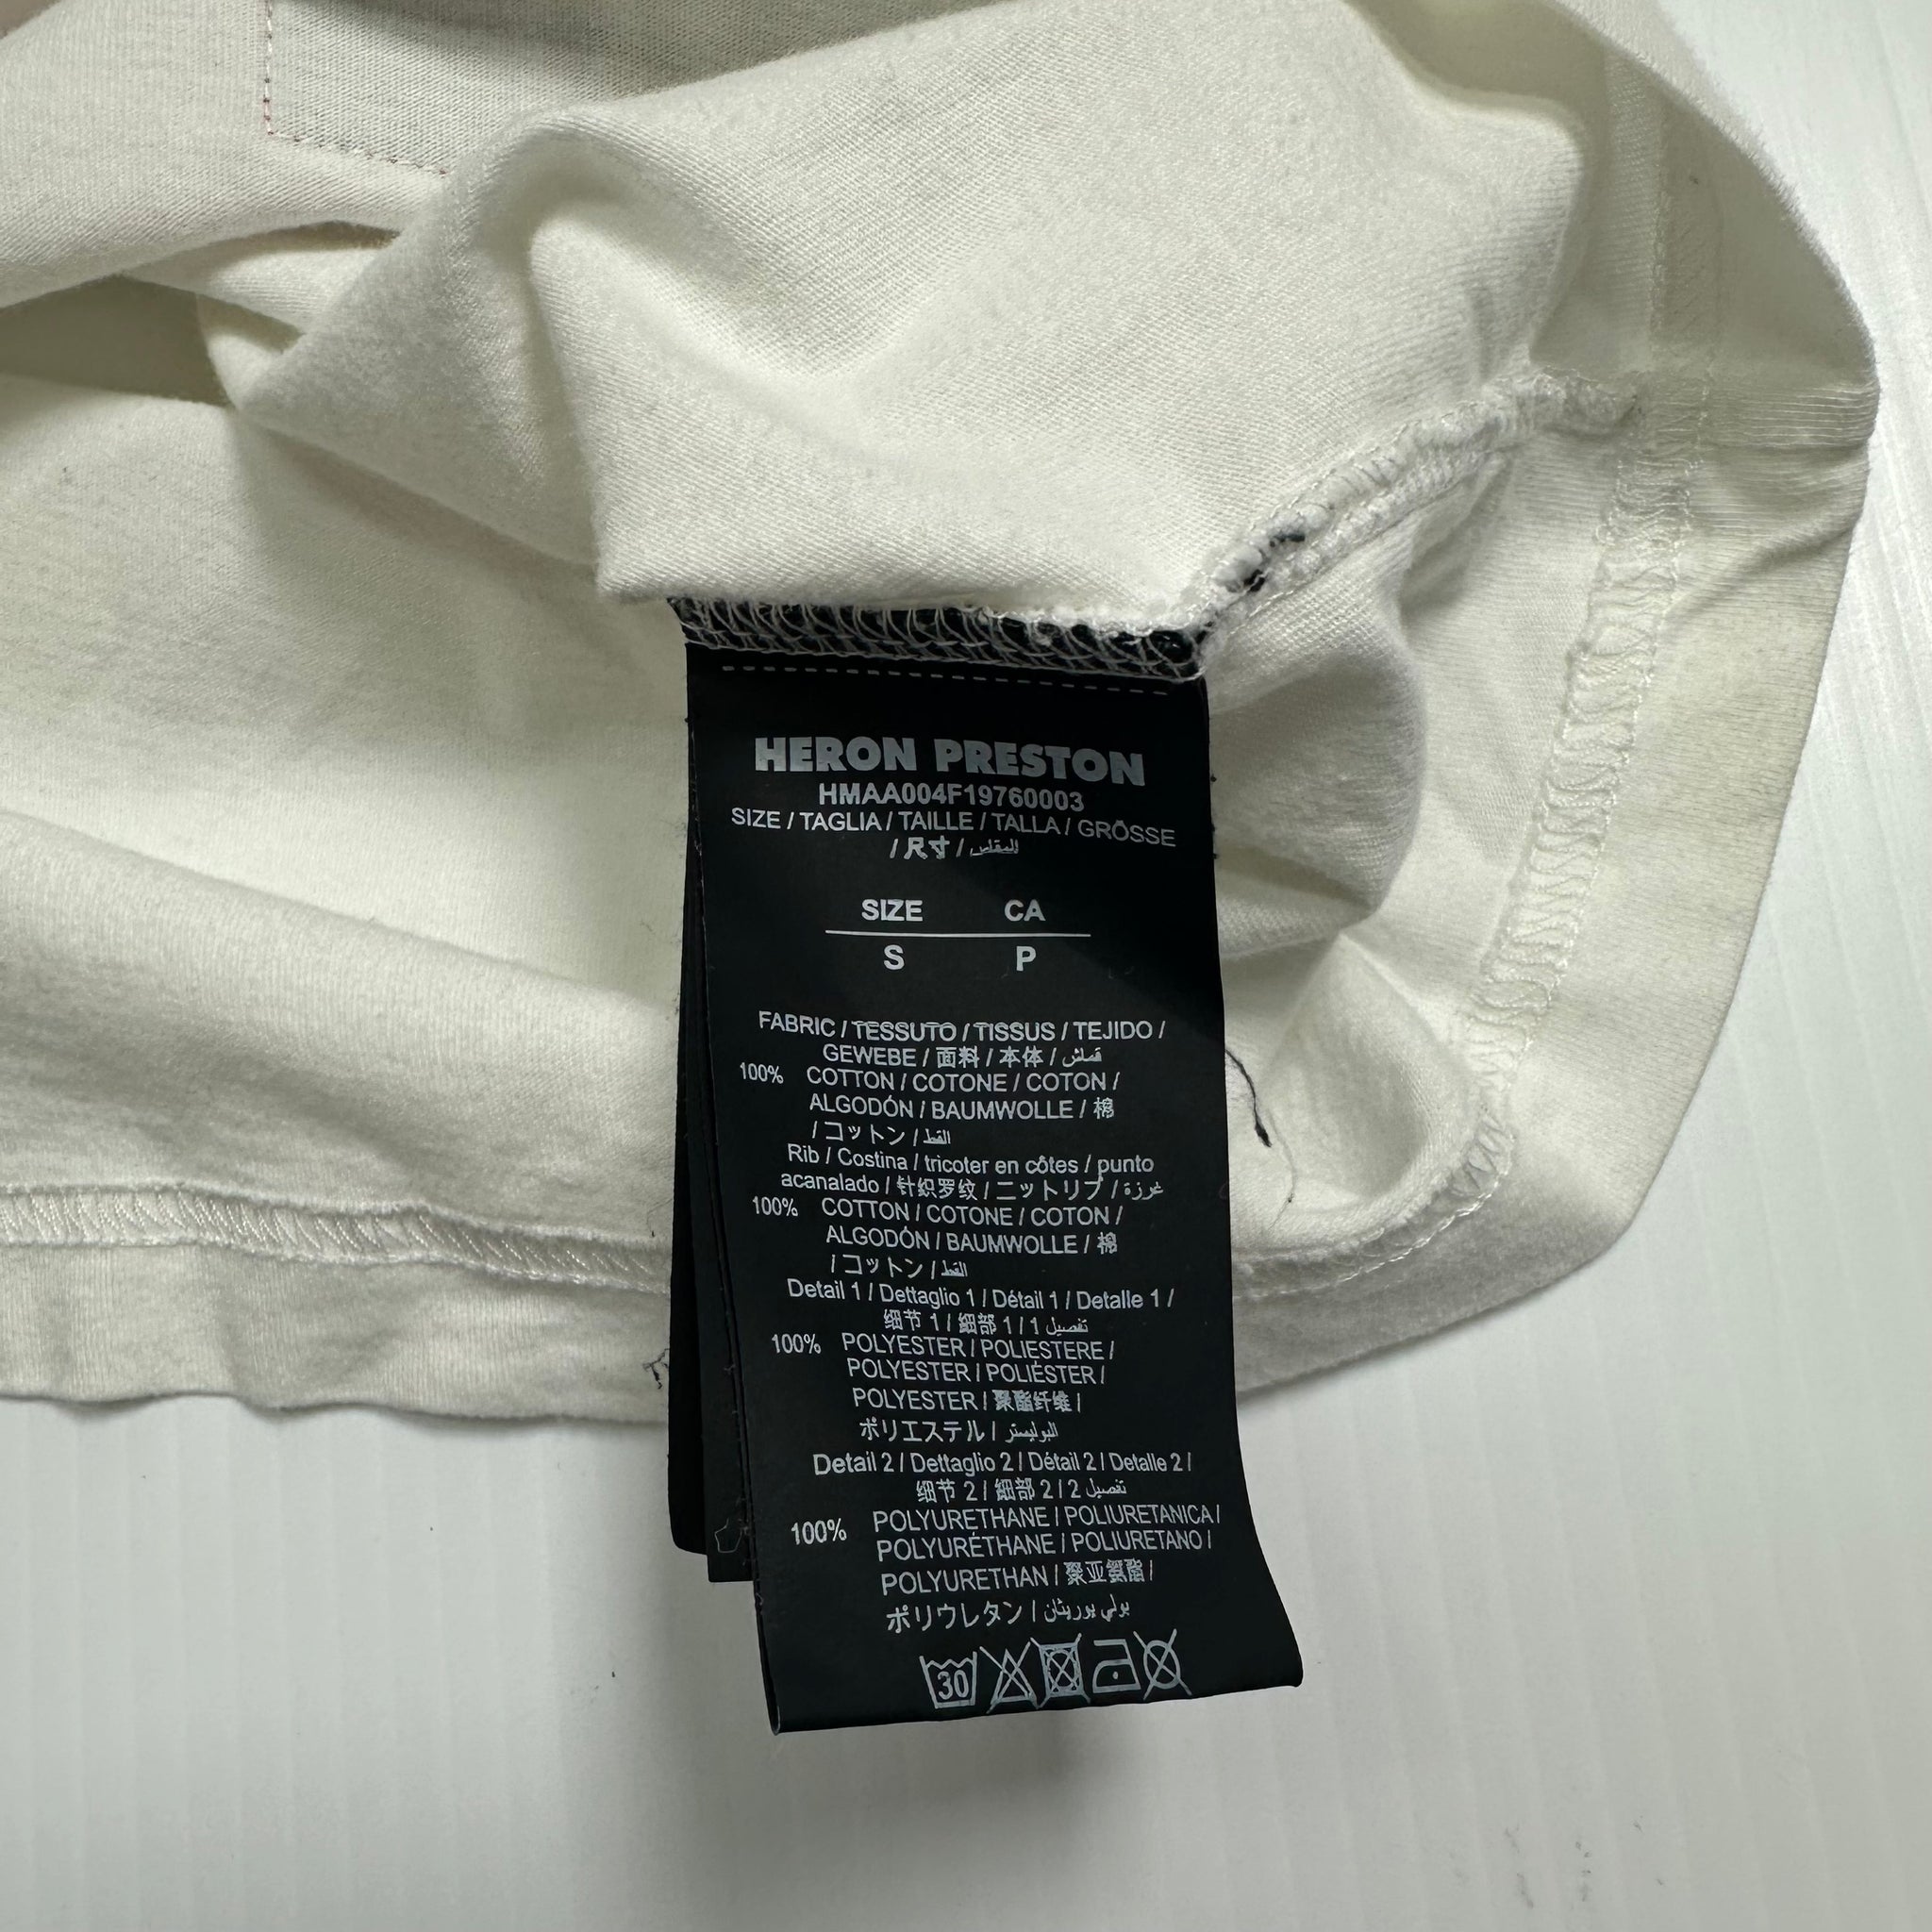 HERON PRESTON
HMAA004F19760003
SIZE / TAGLIA / TAILLE / TALLA / GRÖSSE
/ 尺寸 / المقاس
SIZE CA
S P
FABRIC / TESSUTO / TISSUS / TEJIDO /
GEWEBE / 面料 / 本体 / قماش
100% COTTON / COTONE / COTON /
ALGODÓN / BAUMWOLLE / 棉
/ コットン / القط
Rib / Costina / tricoter en côtes / punto
acanalado / 针织罗纹 / ニットリブ / غرزة
100% COTTON / COTONE / COTON /
ALGODÓN / BAUMWOLLE / 棉
/ コットン / القط
Detail 1 / Dettaglio 1 / Détail 1 / Detalle 1 /
细节 1 / 細部 1 / 1 تفصيل
100% POLYESTER / POLIESTERE /
POLYESTER / POLIÉSTER /
POLYESTER / 聚酯纤维 /
ポリエステル / البوليستر
Detail 2 / Dettaglio 2 / Détail 2 / Detalle 2 /
细节 2 / 細部 2 / 2 تفصيل
100% POLYURETHANE / POLIURETANICA /
POLYURÉTHANE / POLIURETANO /
POLYURETHAN / 聚亚氨酯 /
ポリウレタン / بولي يوريثان
30